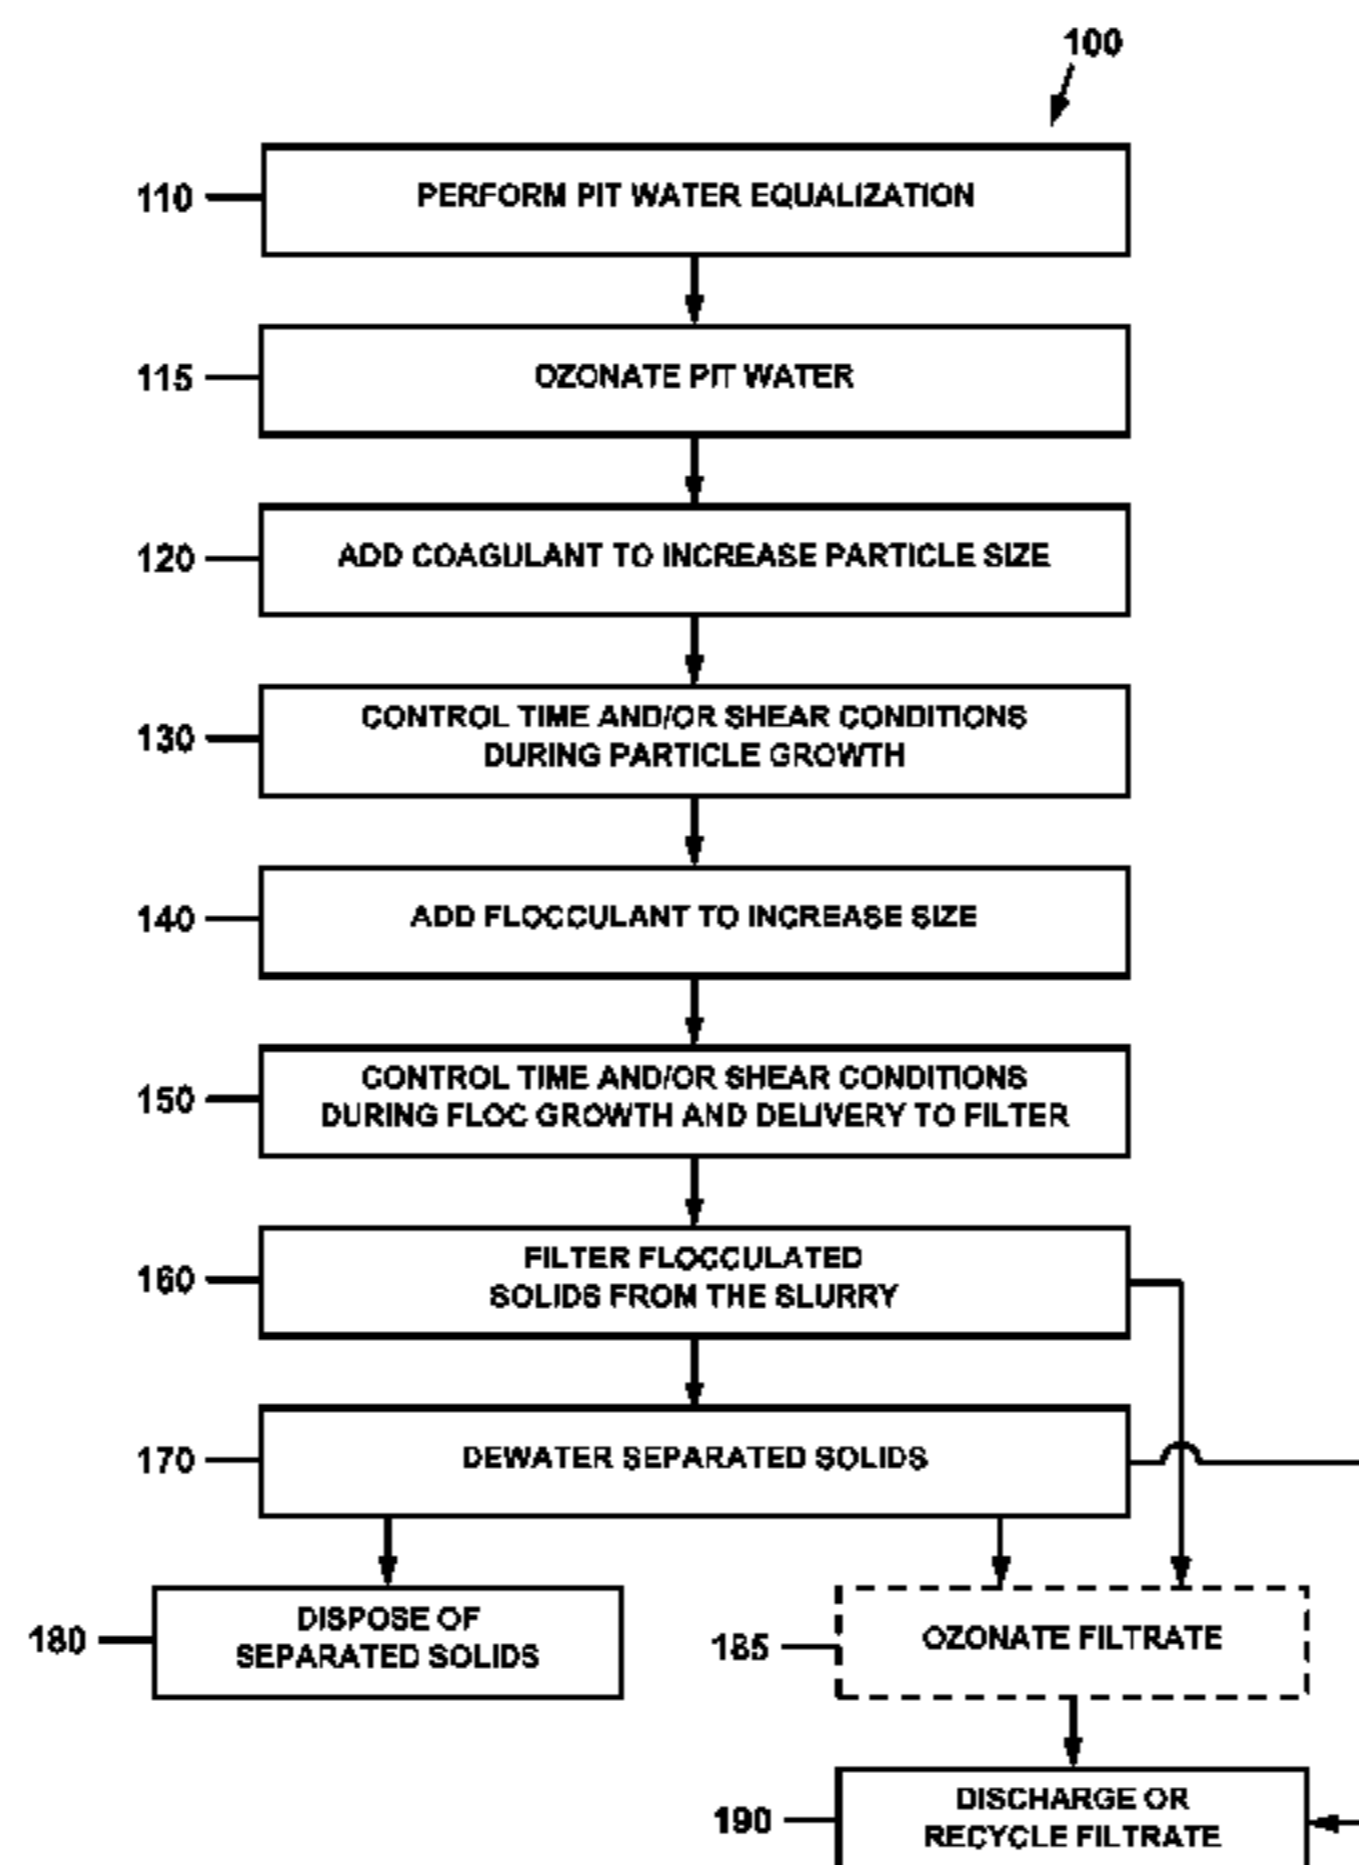 100
110
PERFORM PIT WATER EQUALIZATION
115
OZONATE PIT WATER
120
ADD COAGULANT TO INCREASE PARTICLE SIZE
130
CONTROL TIME AND/OR SHEAR CONDITIONS
DURING PARTICLE GROWTH
140
ADD FLOCCULANT TO INCREASE SIZE
150
CONTROL TIME AND/OR SHEAR CONDITIONS
DURING FLOC GROWTH AND DELIVERY TO FILTER
160
FILTER FLOCCULATED
SOLIDS FROM THE SLURRY
170
DEWATER SEPARATED SOLIDS
180
DISPOSE OF
SEPARATED SOLIDS
185
OZONATE FILTRATE
190
DISCHARGE OR
RECYCLE FILTRATE